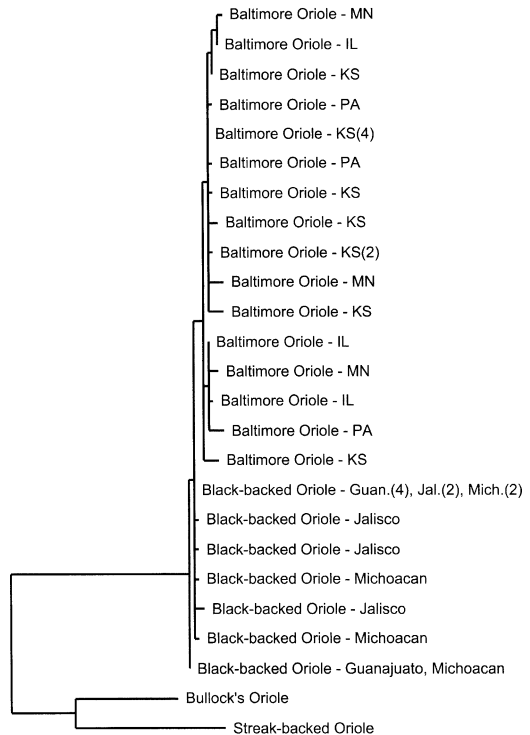 Baltimore Oriole - MN
Baltimore Oriole - IL
Baltimore Oriole - KS
Baltimore Oriole - PA
Baltimore Oriole - KS(4)
Baltimore Oriole - PA
Baltimore Oriole - KS
Baltimore Oriole - KS
Baltimore Oriole - KS(2)
Baltimore Oriole - MN
Baltimore Oriole - KS
Baltimore Oriole - IL
Baltimore Oriole - MN
Baltimore Oriole - IL
Baltimore Oriole - PA
Baltimore Oriole - KS
Black-backed Oriole - Guan.(4), Jal.(2), Mich.(2)
Black-backed Oriole - Jalisco
Black-backed Oriole - Jalisco
Black-backed Oriole - Michoacan
Black-backed Oriole - Jalisco
Black-backed Oriole - Michoacan
Black-backed Oriole - Guanajuato, Michoacan
Bullock's Oriole
Streak-backed Oriole